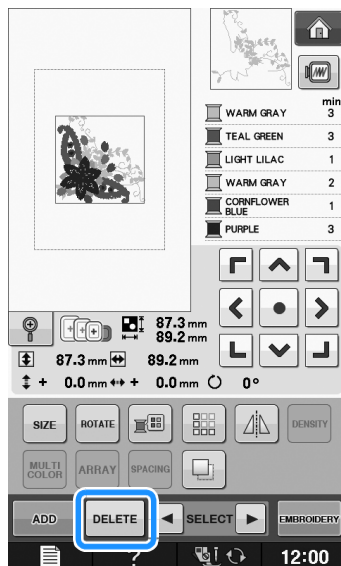 min
WARM GRAY 3
TEAL GREEN 3
LIGHT LILAC 1
WARM GRAY 2
CORNFLOWER
BLUE 1
PURPLE 3
87.3 mm
89.2 mm
87.3 mm 89.2 mm
+ 0.0 mm + 0.0 mm 0°
SIZE ROTATE DENSITY
MULTI
COLOR ARRAY SPACING
ADD DELETE SELECT EMBROIDERY
? 12:00